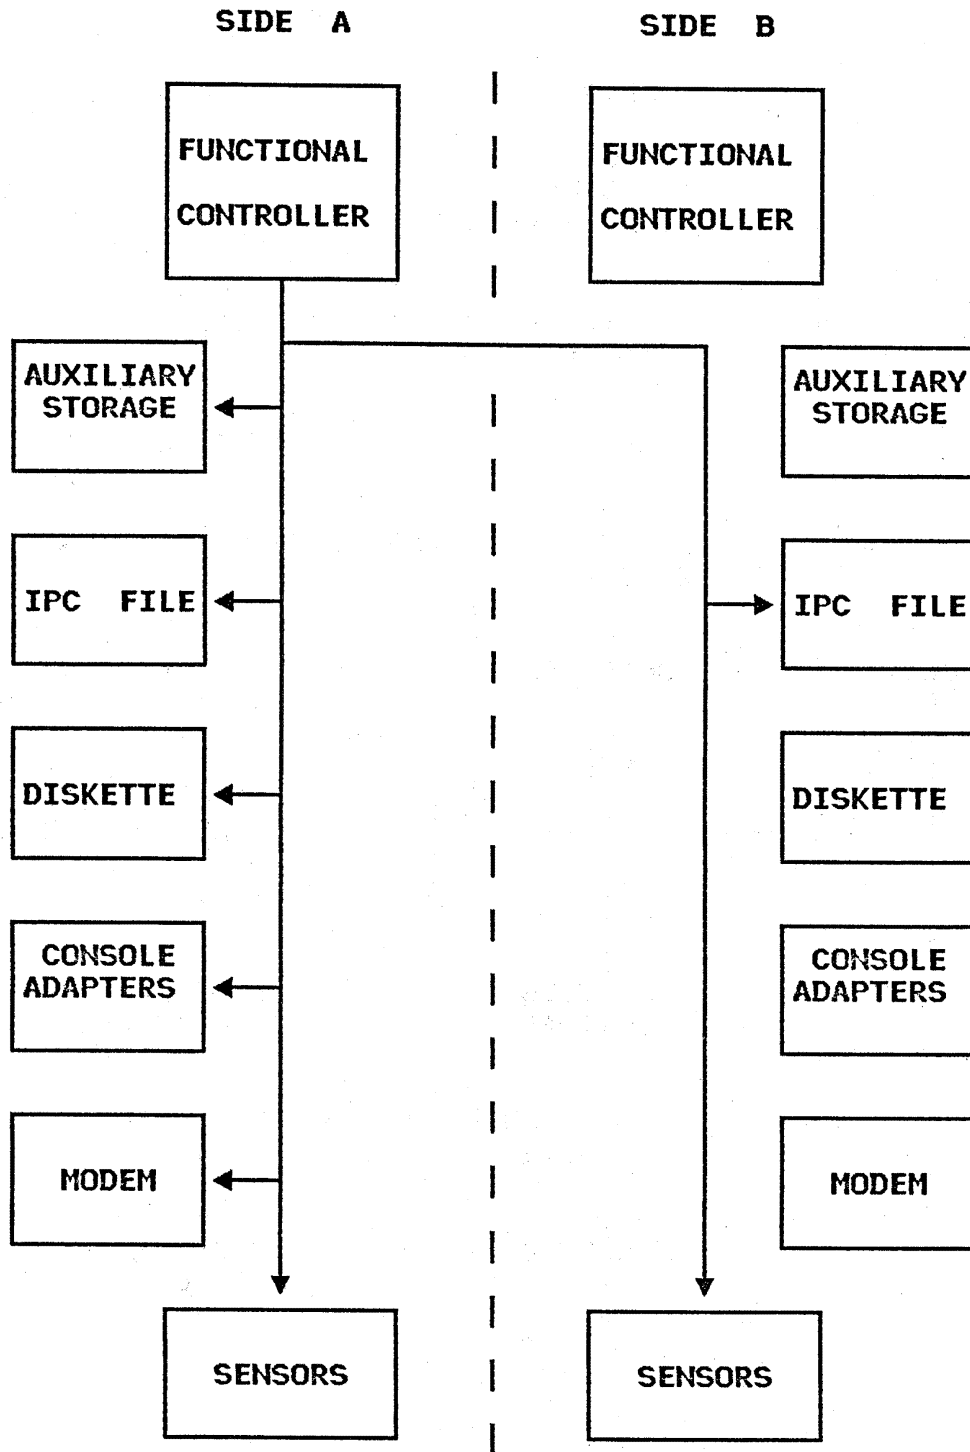 SIDE A
SIDE B
FUNCTIONAL
CONTROLLER
FUNCTIONAL
CONTROLLER
AUXILIARY
STORAGE
AUXILIARY
STORAGE
IPC FILE
IPC FILE
DISKETTE
DISKETTE
CONSOLE
ADAPTERS
CONSOLE
ADAPTERS
MODEM
MODEM
SENSORS
SENSORS